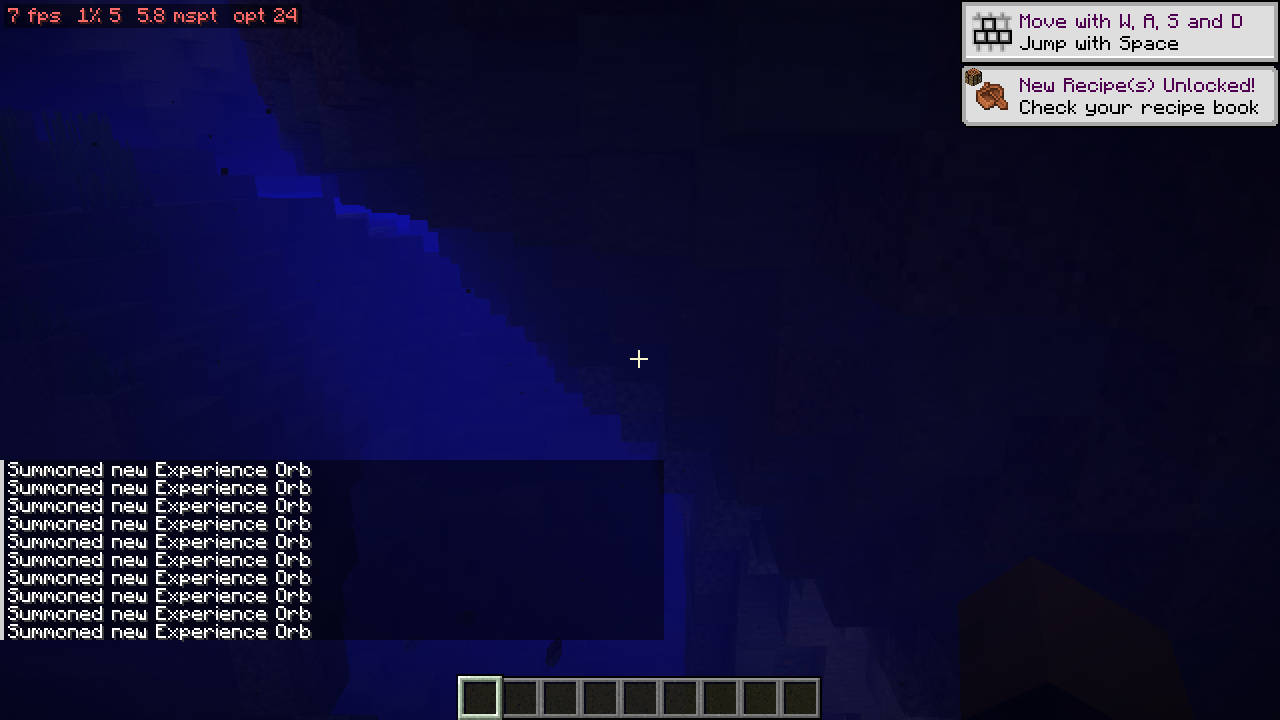 7 fps 1% 5 5.8 mspt opt 24
Move with W, A, S and D
Jump with Space
New Recipe(s) Unlocked!
Check your recipe book
Summoned new Experience Orb
Summoned new Experience Orb
Summoned new Experience Orb
Summoned new Experience Orb
Summoned new Experience Orb
Summoned new Experience Orb
Summoned new Experience Orb
Summoned new Experience Orb
Summoned new Experience Orb
Summoned new Experience Orb